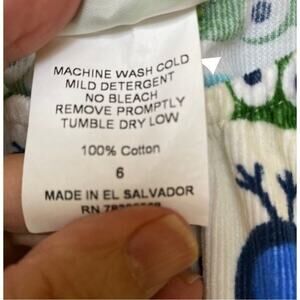 MACHINE WASH COLD
MILD DETERGENT
NO BLEACH
REMOVE PROMPTLY
TUMBLE DRY LOW
100% Cotton
6
MADE IN EL SALVADOR
RN